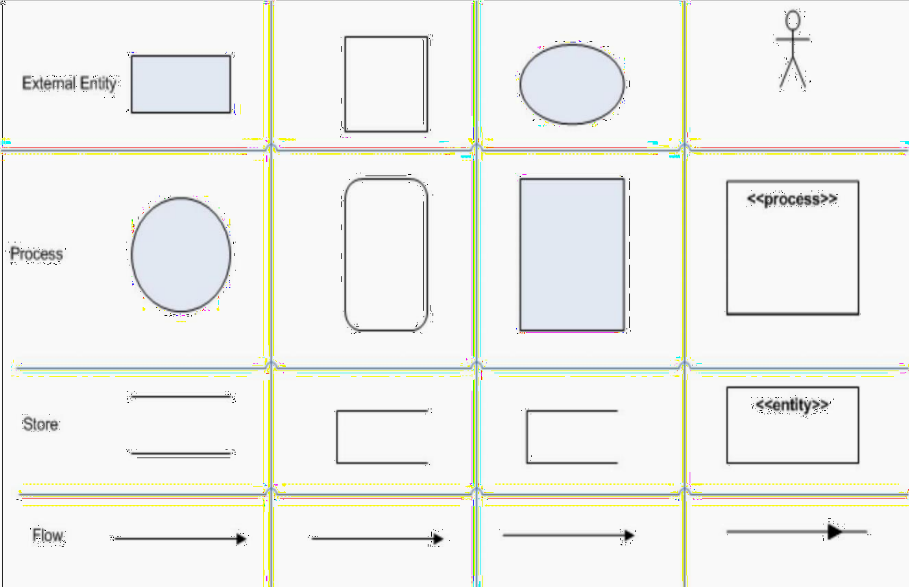 External Entity
Process
<<process>>
Store
<<entity>>
Flow